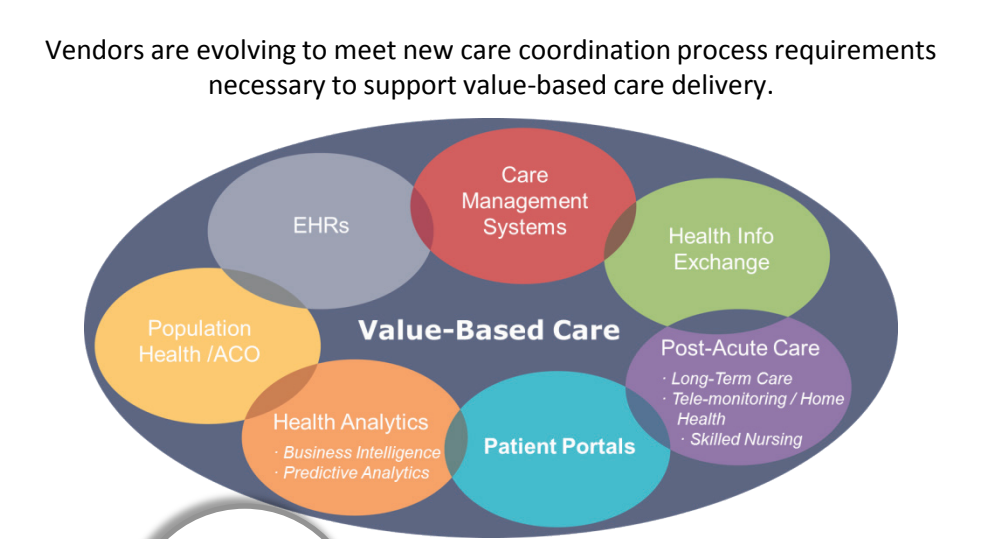 Vendors are evolving to meet new care coordination process requirements
necessary to support value-based care delivery.
Care
Management
Systems
EHRs
Health Info
Exchange
Population
Health /ACO
Value-Based Care
Post-Acute Care
· Long-Term Care
· Tele-monitoring / Home
Health
· Skilled Nursing
Health Analytics
· Business Intelligence
· Predictive Analytics
Patient Portals